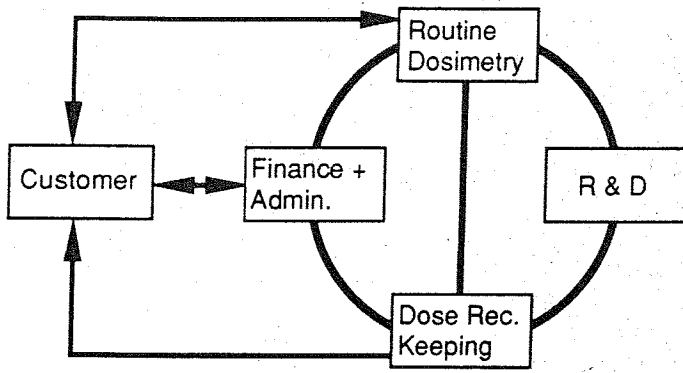 Routine
Dosimetry
Customer
Finance +
Admin.
R & D
Dose Rec.
Keeping